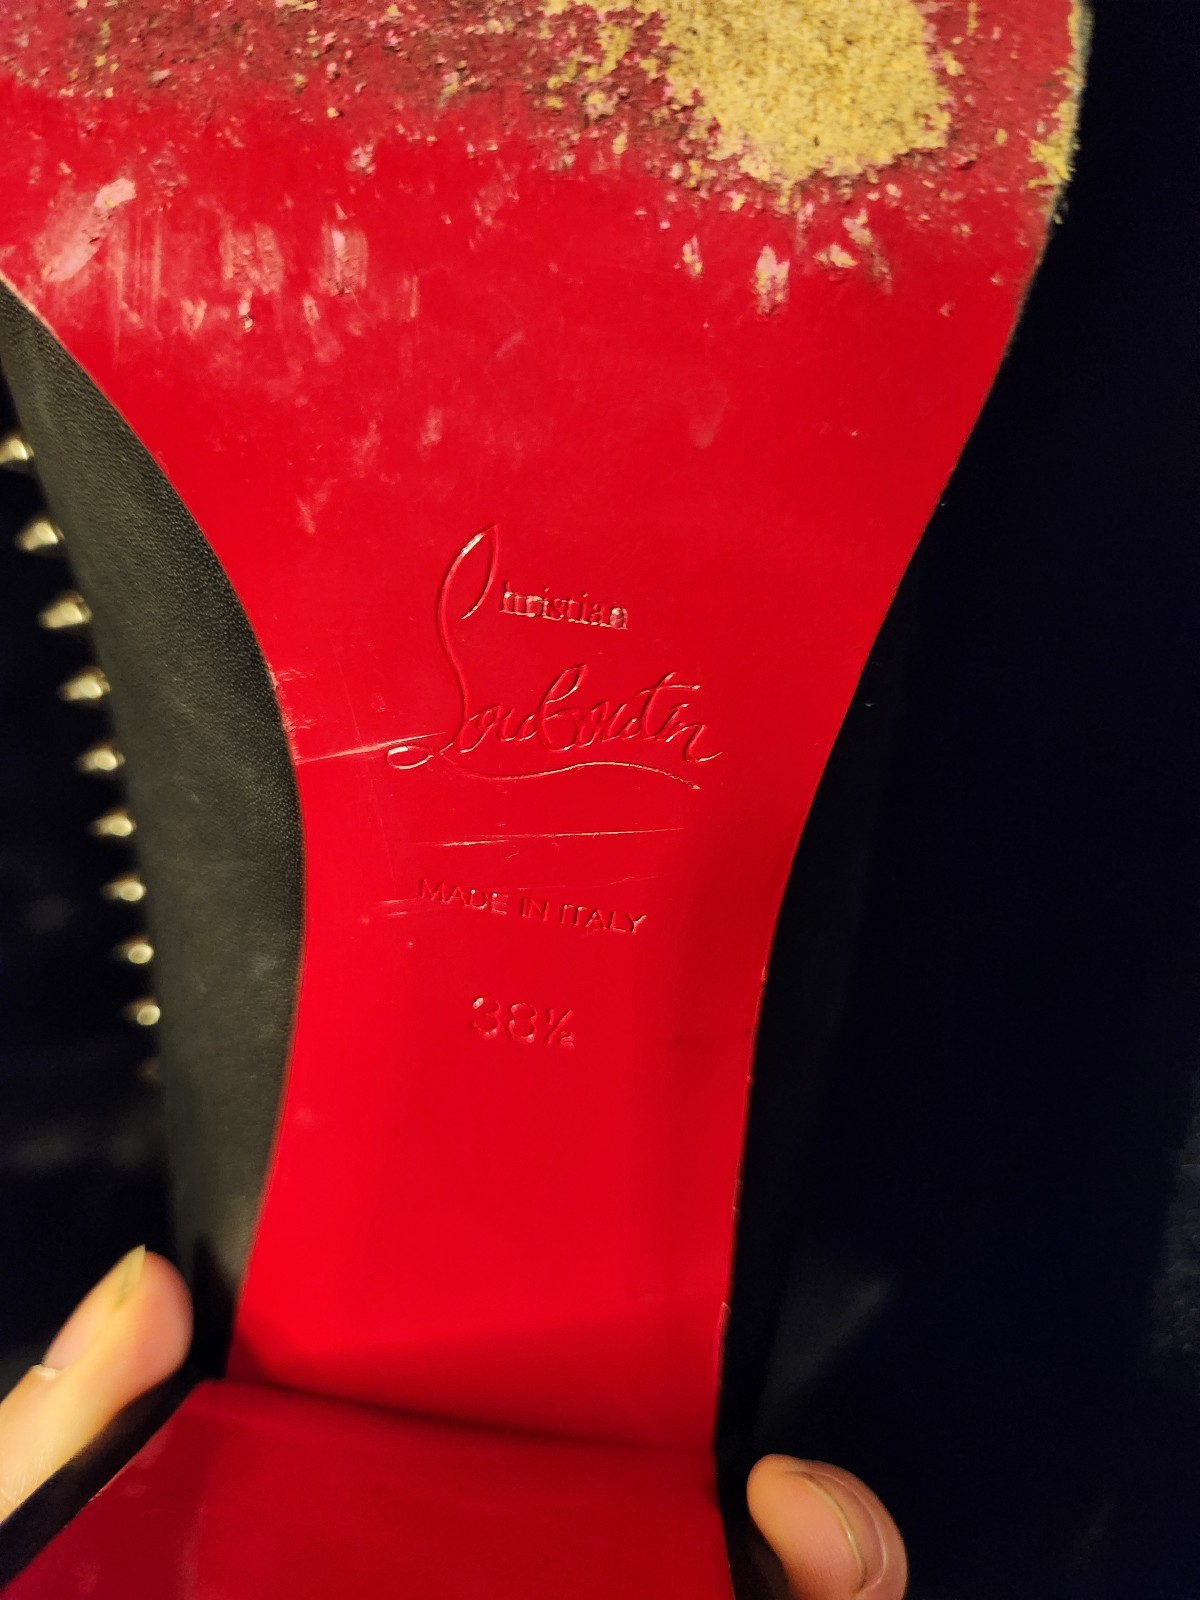 Christian
Louboutin
MADE IN ITALY
38½